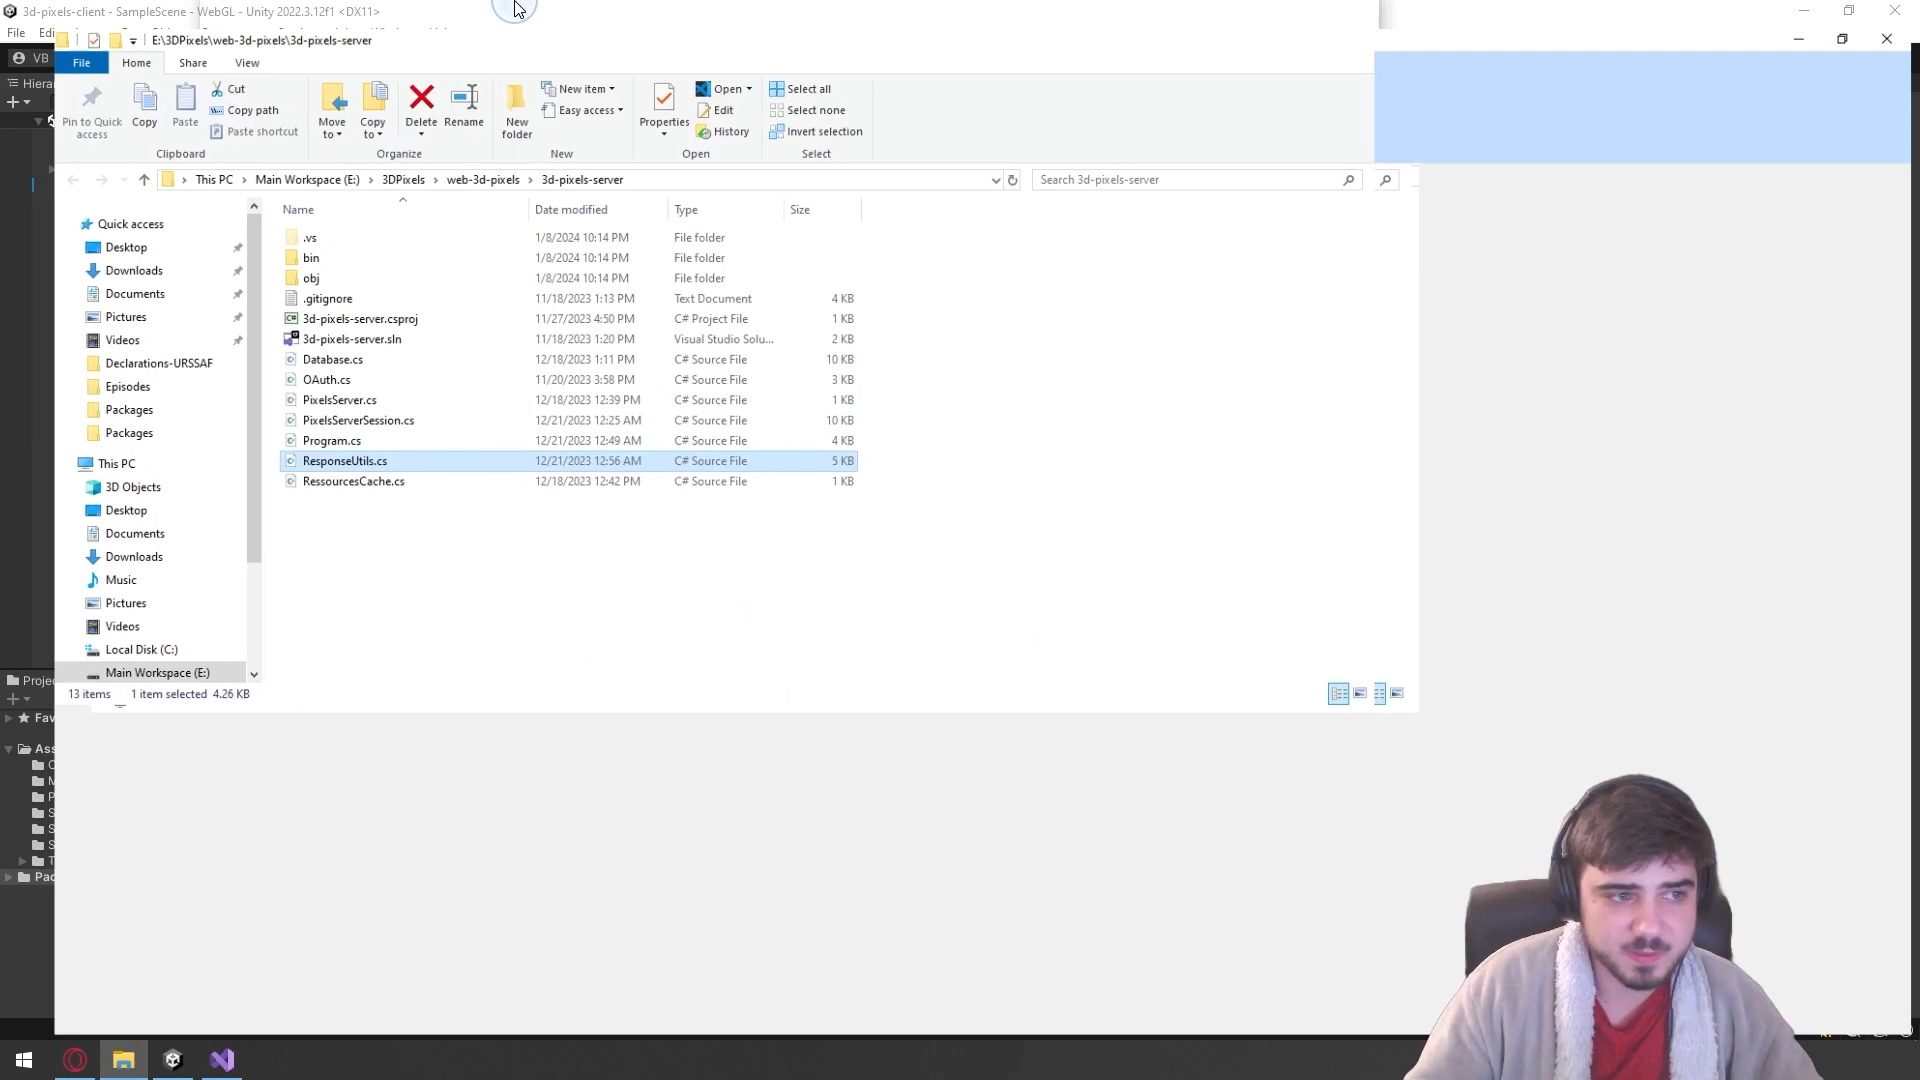 3d-pixels-client - SampleScene - WebGL - Unity 2022.3.12f1 <DX11>
File Edi
E:\3DPixels\web-3d-pixels\3d-pixels-server
VB
File Home Share View
Hierar
Pin to Quick access
Copy
Paste
Cut
Copy path
Paste shortcut
Move to
Copy to
Delete
Rename
New folder
New item
Easy access
Properties
Open
Edit
History
Select all
Select none
Invert selection
Clipboard Organize New Open Select
This PC Main Workspace (E:) 3DPixels web-3d-pixels 3d-pixels-server
Search 3d-pixels-server
Name Date modified Type Size
.vs 1/8/2024 10:14 PM File folder
bin 1/8/2024 10:14 PM File folder
obj 1/8/2024 10:14 PM File folder
.gitignore 11/18/2023 1:13 PM Text Document 4 KB
3d-pixels-server.csproj 11/27/2023 4:50 PM C# Project File 1 KB
3d-pixels-server.sln 11/18/2023 1:20 PM Visual Studio Solu... 2 KB
Database.cs 12/18/2023 1:11 PM C# Source File 10 KB
OAuth.cs 11/20/2023 3:58 PM C# Source File 3 KB
PixelsServer.cs 12/18/2023 12:39 PM C# Source File 1 KB
PixelsServerSession.cs 12/21/2023 12:25 AM C# Source File 10 KB
Program.cs 12/21/2023 12:49 AM C# Source File 4 KB
ResponseUtils.cs 12/21/2023 12:56 AM C# Source File 5 KB
RessourcesCache.cs 12/18/2023 12:42 PM C# Source File 1 KB
Quick access
Desktop
Downloads
Documents
Pictures
Videos
Declarations-URSSAF
Episodes
Packages
Packages
This PC
3D Objects
Desktop
Documents
Downloads
Music
Pictures
Videos
Local Disk (C:)
Main Workspace (E:)
13 items 1 item selected 4.26 KB
Projec
Fav
Ass
C
M
P
S
S
S
T
Pac